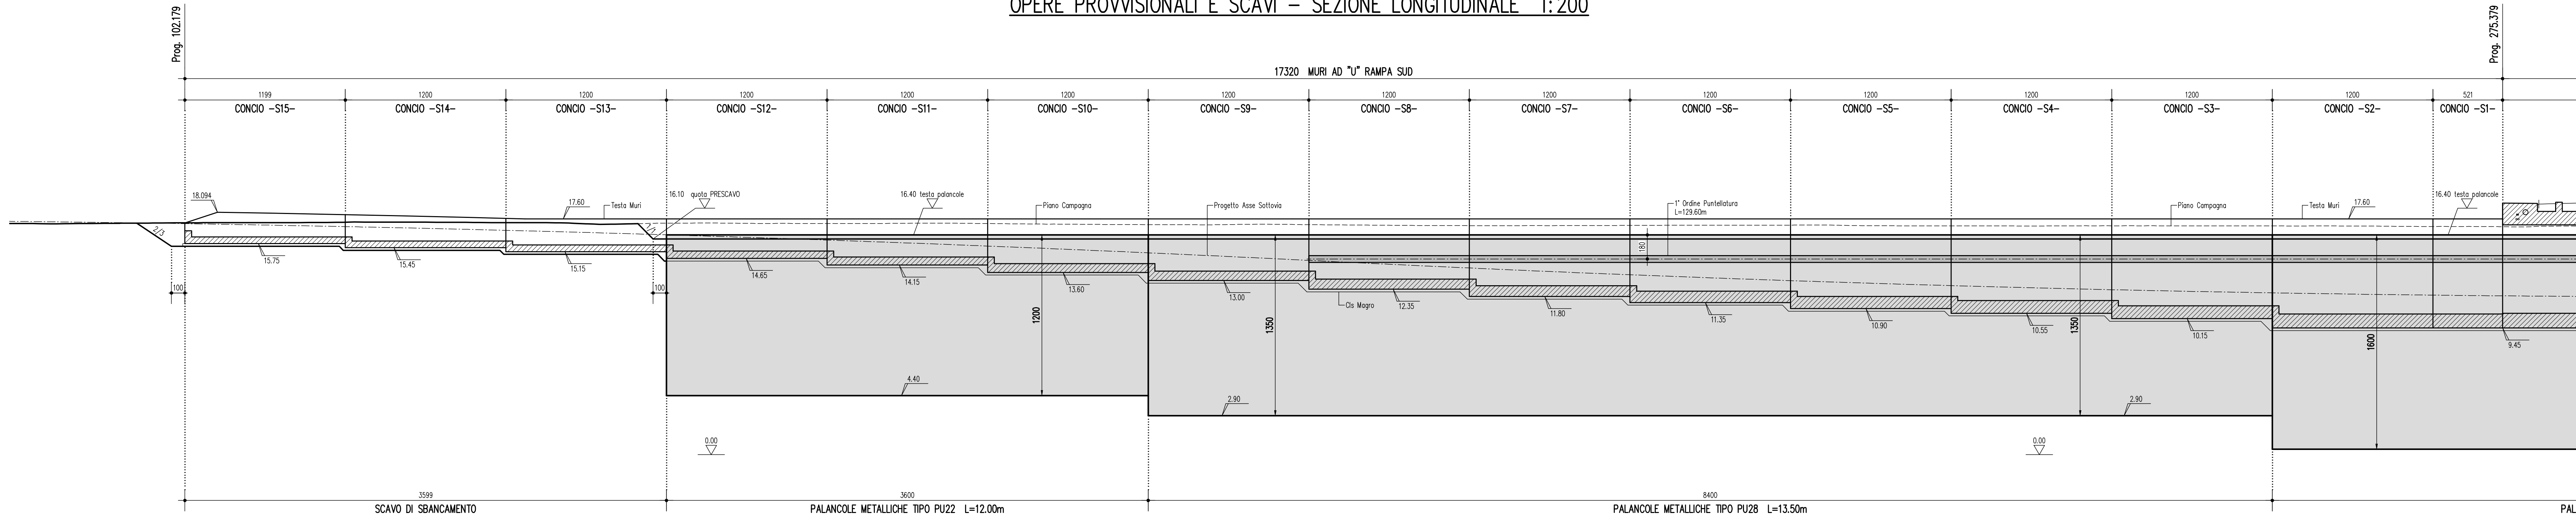 OPERE PROVVISIONALI E SCAVI – SEZIONE LONGITUDINALE 1:200
Prog. 102.179
Prog. 275.379
17320 MURI AD "U" RAMPA SUD
1199 1200 1200 1200 1200 1200 1200 1200 1200 1200 1200 1200 1200 1200 521
CONCIO -S15- CONCIO -S14- CONCIO -S13- CONCIO -S12- CONCIO -S11- CONCIO -S10- CONCIO -S9- CONCIO -S8- CONCIO -S7- CONCIO -S6- CONCIO -S5- CONCIO -S4- CONCIO -S3- CONCIO -S2- CONCIO -S1-
18.094
17.60
Testa Muri
16.10 quota PRESCAVO
16.40 testa palancole
Piano Campagna
Progetto Asse Sottovia
1° Ordine Puntellatura
L=129.60m
Piano Campagna
Testa Muri
17.60
16.40 testa palancole
2/3
180
15.75
15.45
15.15
14.65
14.15
13.60
13.00
Cls Magro
12.35
11.80
11.35
10.90
10.55
10.15
9.45
100
100
1200
1350
1350
1600
4.40
2.90
2.90
0.00
0.00
3599 3600 8400
SCAVO DI SBANCAMENTO PALANCOLE METALLICHE TIPO PU22 L=12.00m PALANCOLE METALLICHE TIPO PU28 L=13.50m